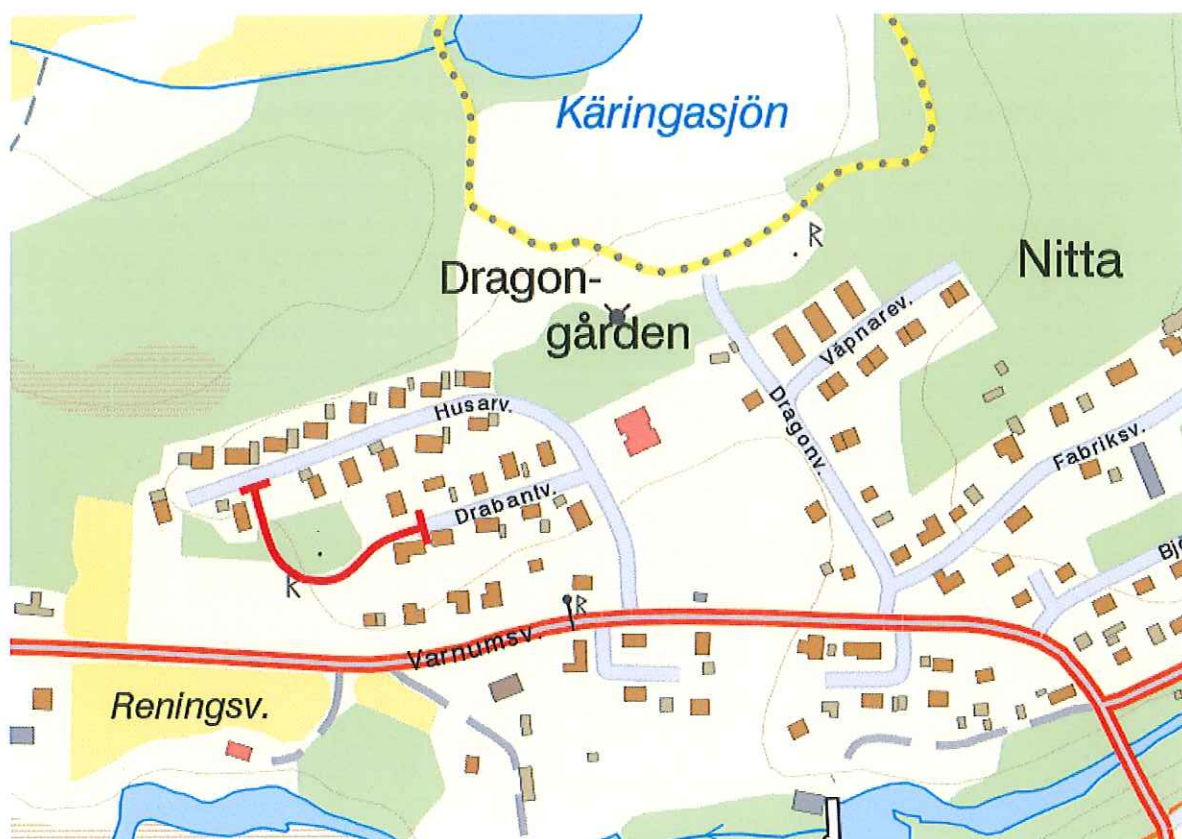 Käringasjön
Nitta
Dragon-
gården
Väpnarev.
Husarv.
Dragonv.
Fabriksv.
Drabantv.
Varnumsv.
Reningsv.